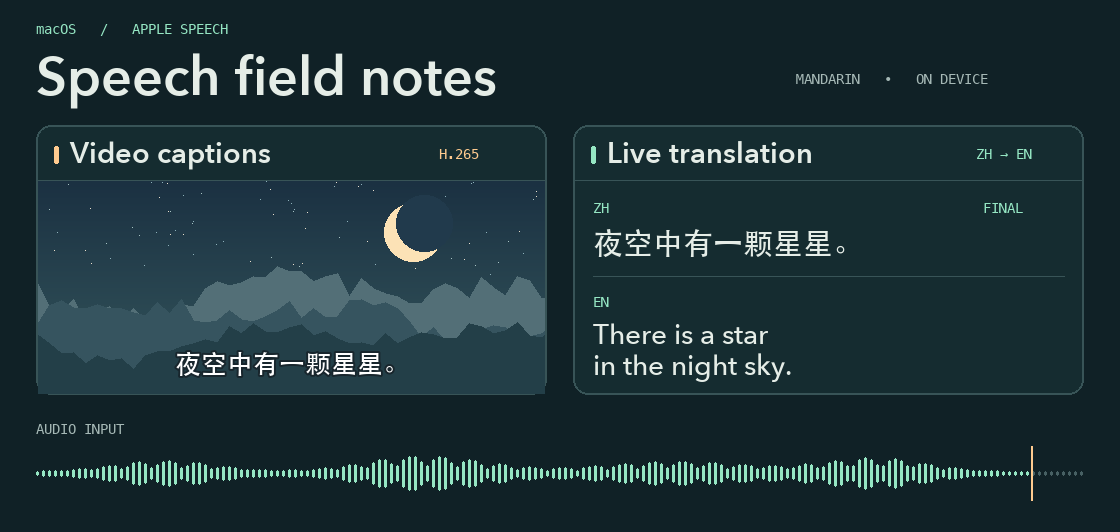 macOS / APPLE SPEECH
Speech field notes
MANDARIN • ON DEVICE
Video captions
H.265
夜空中有一颗星星。
Live translation
ZH → EN
ZH
FINAL
夜空中有一颗星星。
EN
There is a star
in the night sky.
AUDIO INPUT